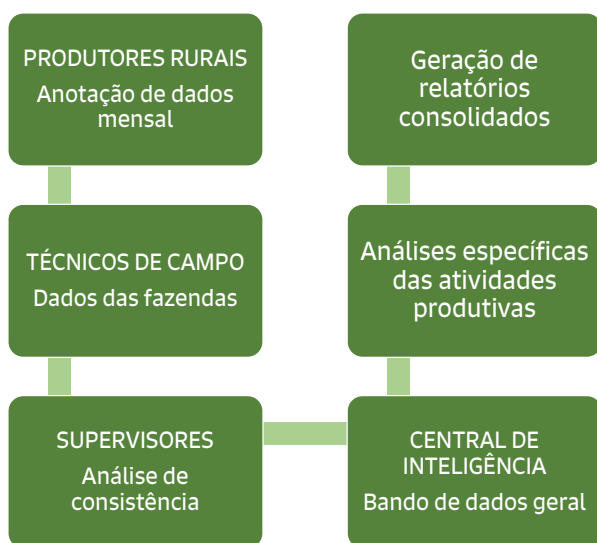 PRODUTORES RURAIS
Anotação de dados
mensal
TÉCNICOS DE CAMPO
Dados das fazendas
SUPERVISORES
Análise de
consistência
CENTRAL DE
INTELIGÊNCIA
Bando de dados geral
Análises específicas
das atividades
produtivas
Geração de
relatórios
consolidados